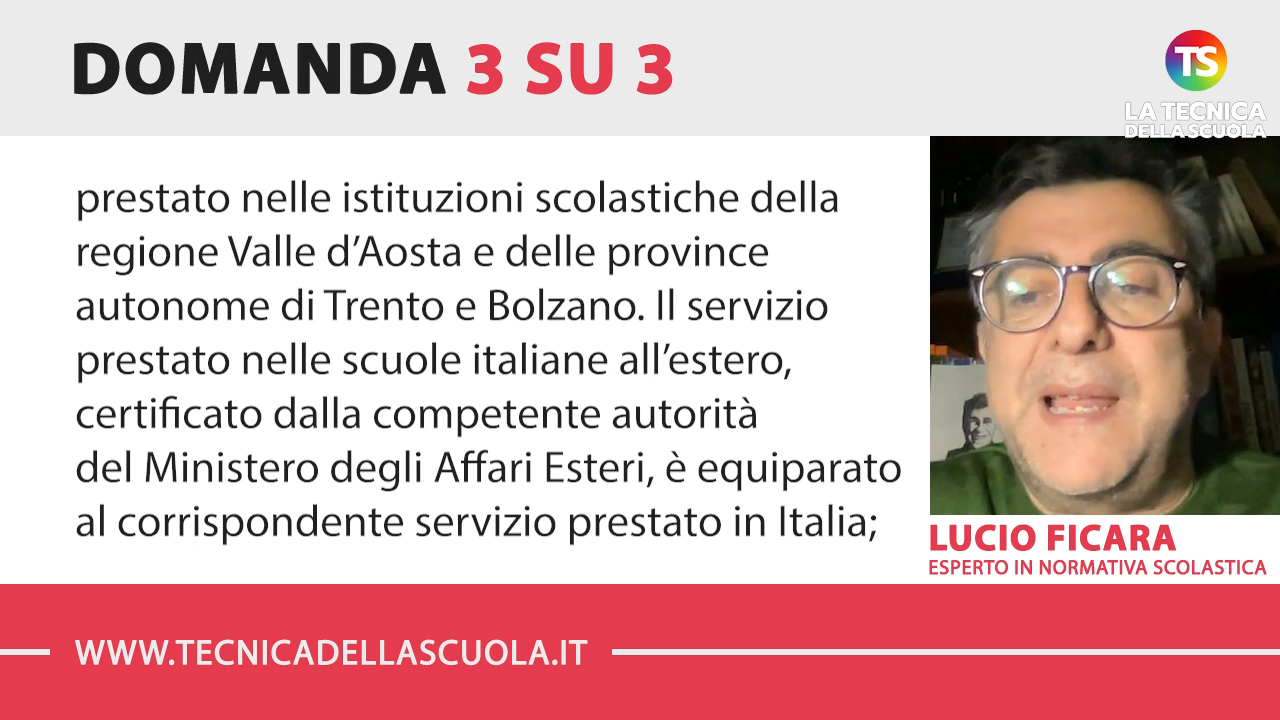 DOMANDA 3 SU 3
TS
LA TECNICA
DELLA SCUOLA
prestato nelle istituzioni scolastiche della
regione Valle d’Aosta e delle province
autonome di Trento e Bolzano. Il servizio
prestato nelle scuole italiane all’estero,
certificato dalla competente autorità
del Ministero degli Affari Esteri, è equiparato
al corrispondente servizio prestato in Italia;
LUCIO FICARA
ESPERTO IN NORMATIVA SCOLASTICA
WWW.TECNICADELLASCUOLA.IT